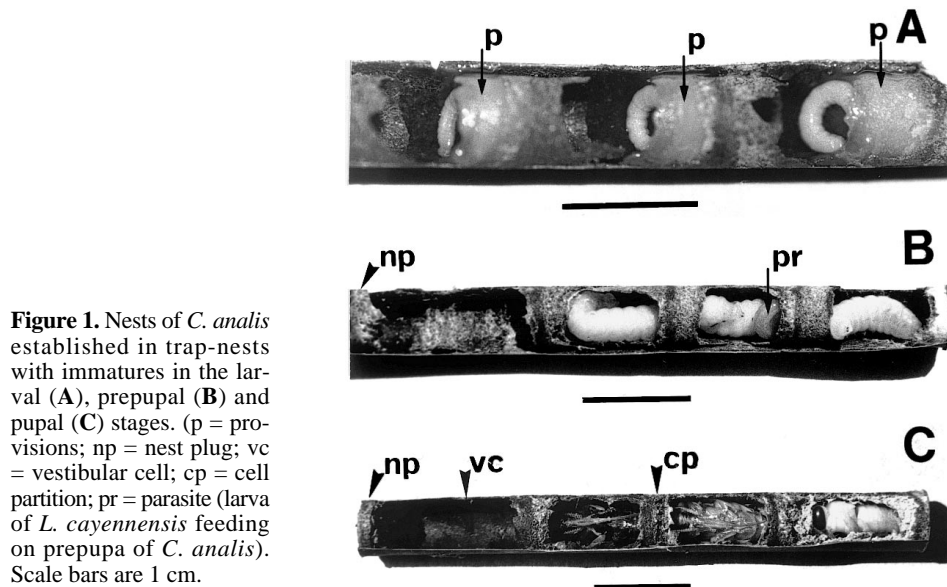 p
p
p
A
np
pr
B
np
vc
cp
C
Figure 1. Nests of C. analis
established in trap-nests
with immatures in the lar-
val (A), prepupal (B) and
pupal (C) stages. (p = pro-
visions; np = nest plug; vc
= vestibular cell; cp = cell
partition; pr = parasite (larva
of L. cayennensis feeding
on prepupa of C. analis).
Scale bars are 1 cm.